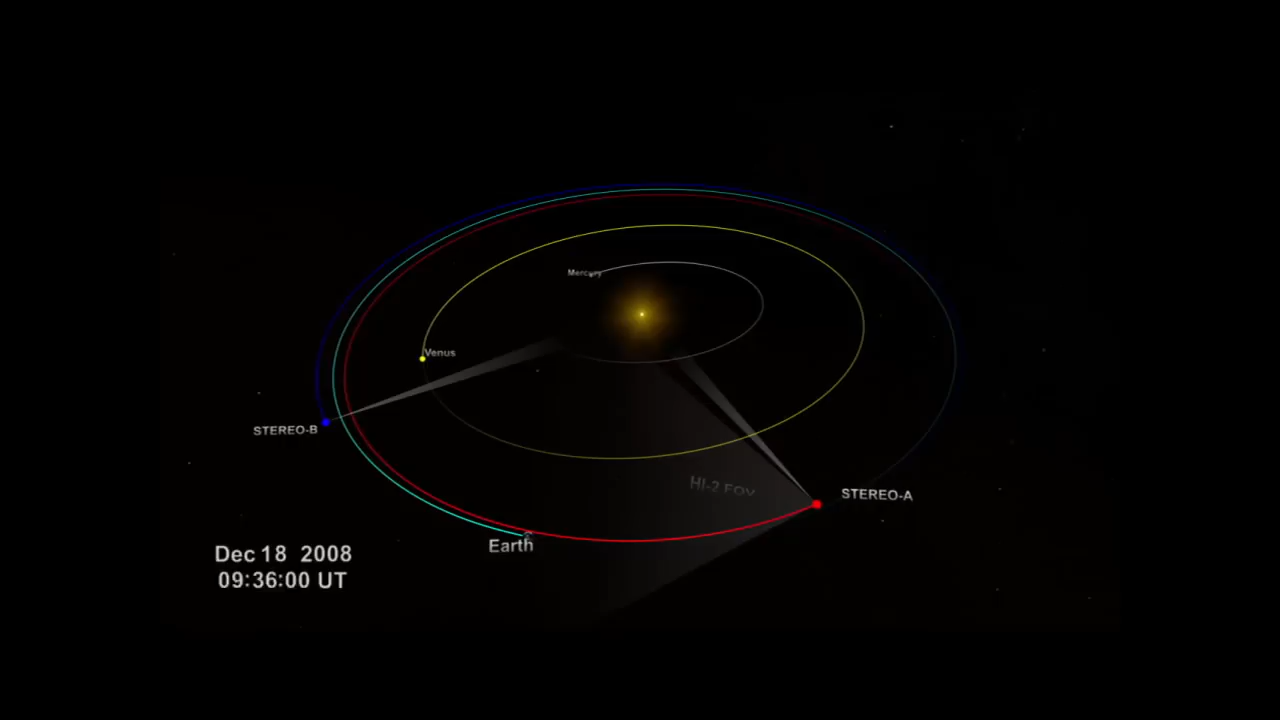 Mercury
Venus
STEREO-B
HI-2 FOV
STEREO-A
Earth
Dec 18 2008
09:36:00 UT